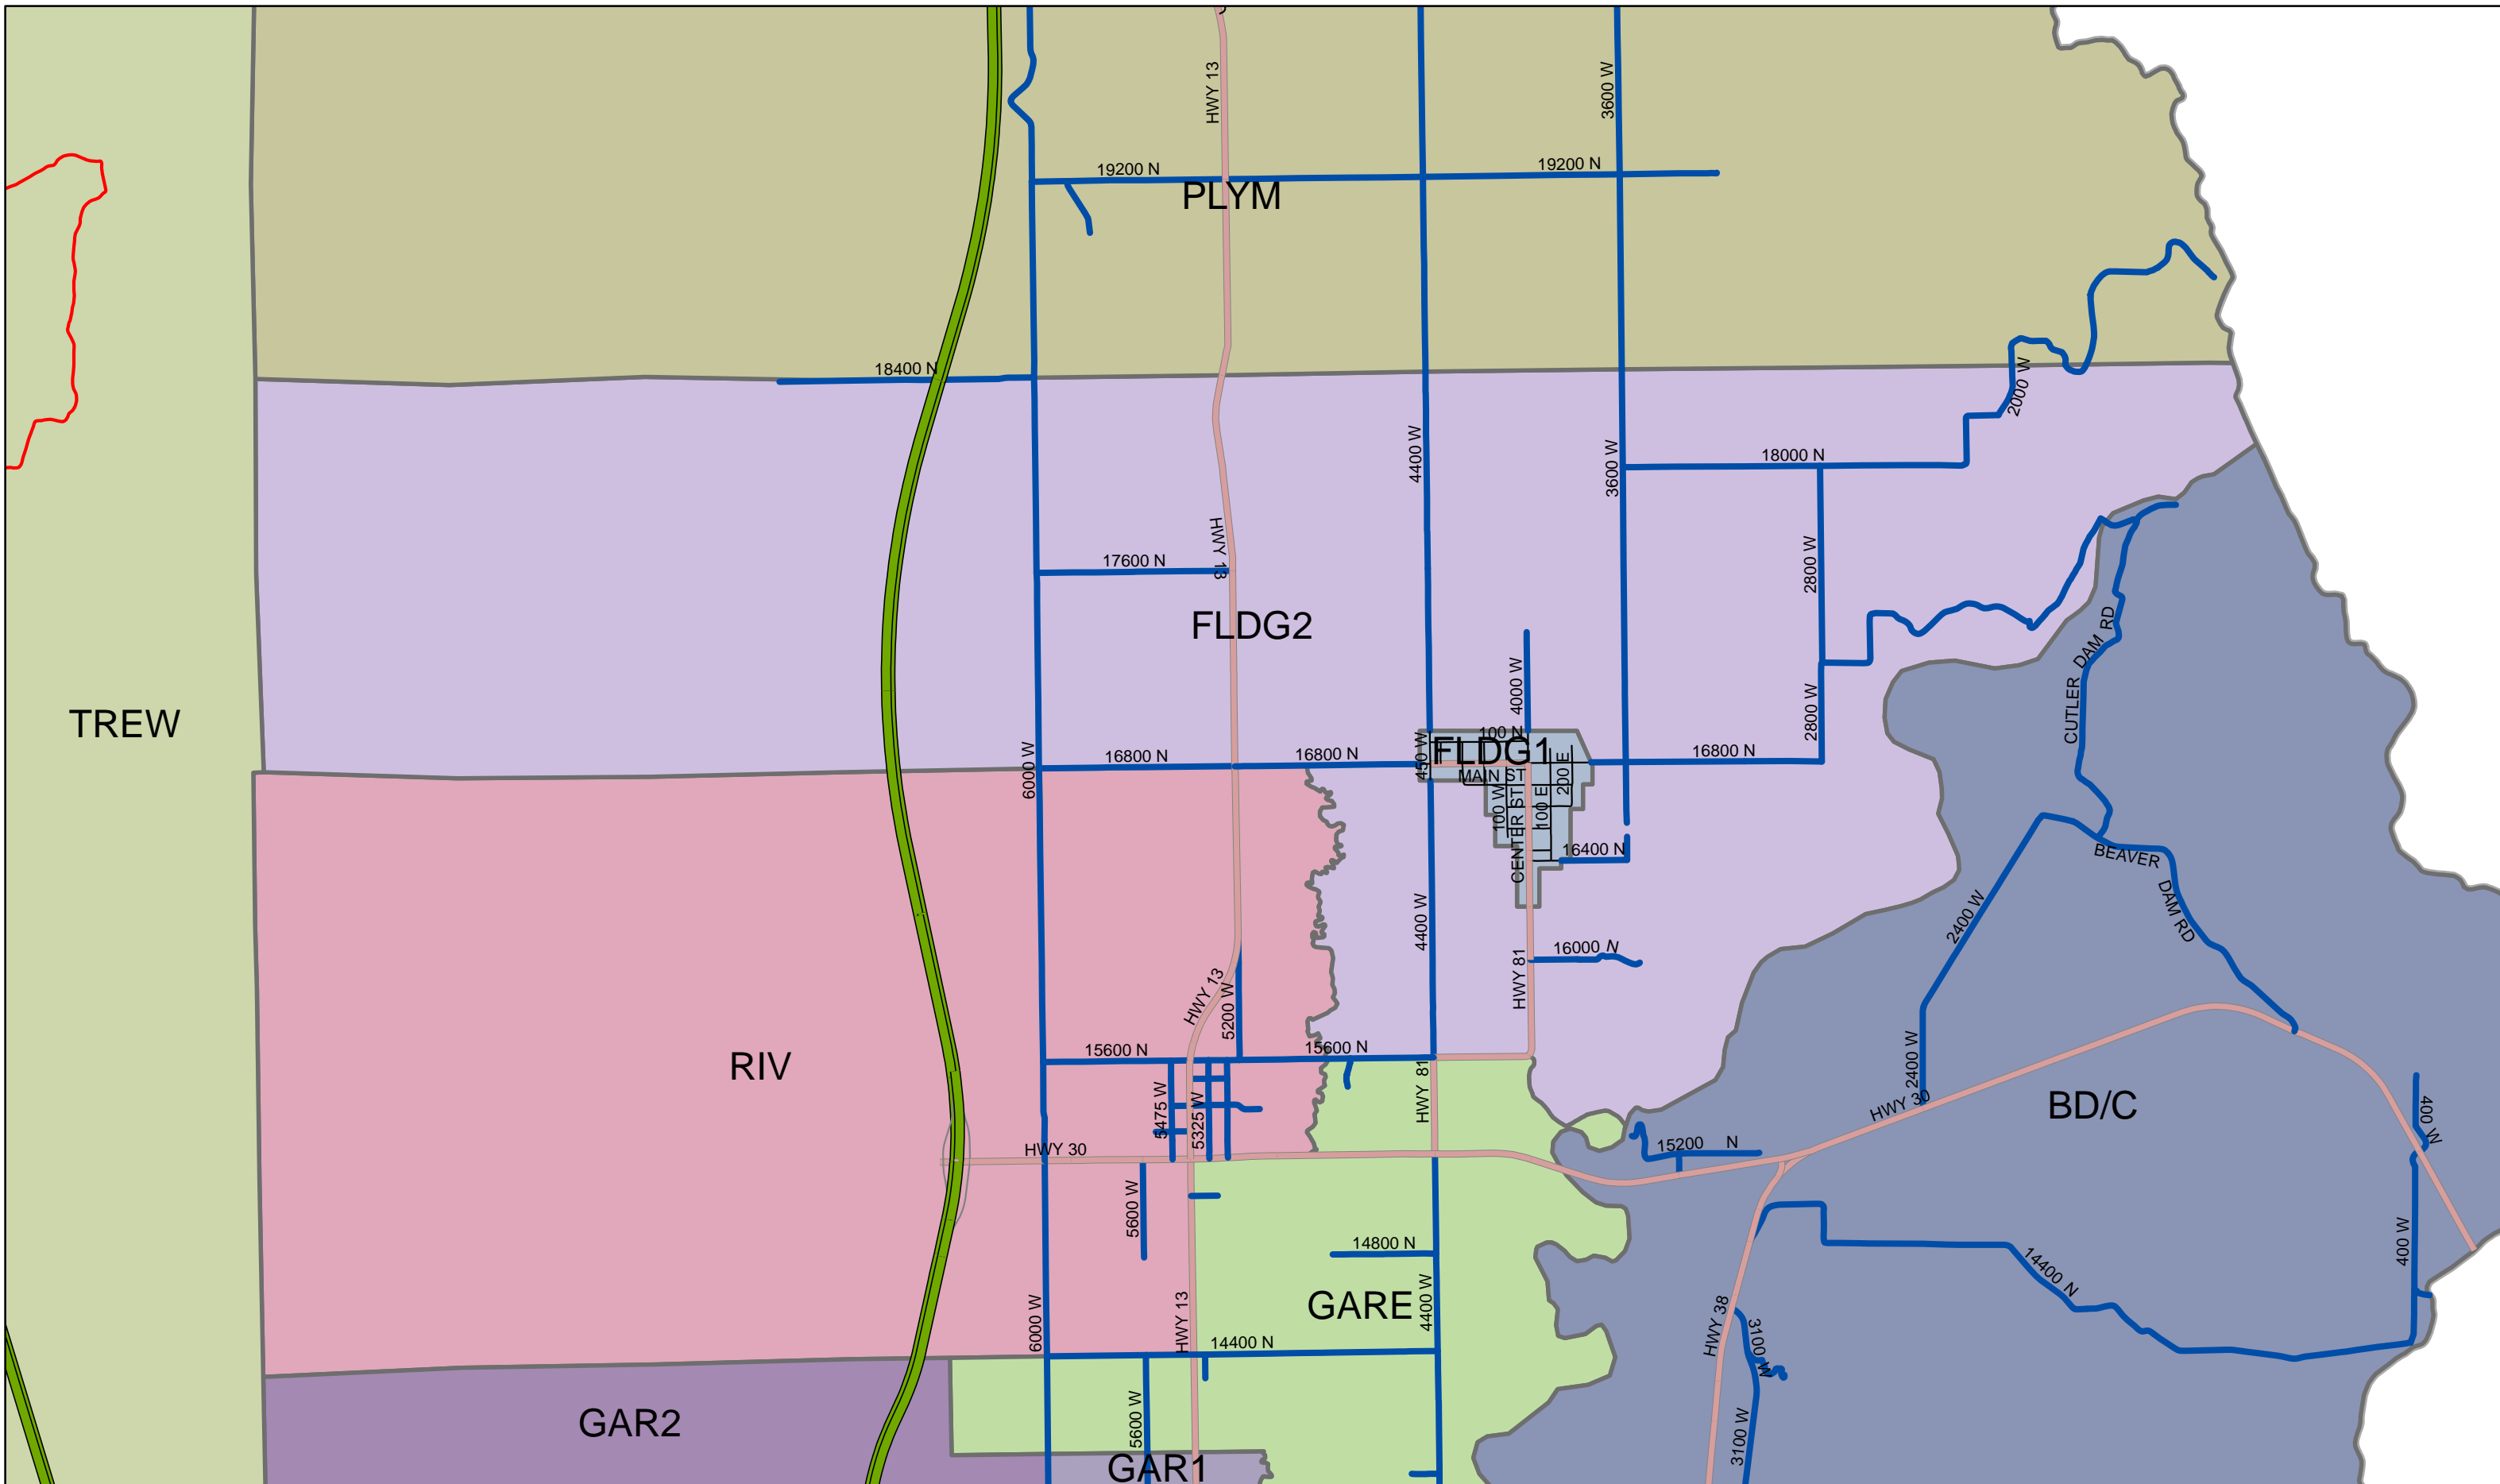 HWY 13
3600 W
19200 N
19200 N
PLYM
18400 N
2000 W
4400 W
3600 W
18000 N
HWY 13
17600 N
2800 W
FLDG2
CUTLER DAM RD
4000 W
2800 W
TREW
100 N
FLDG1
450 W
MAIN ST
200 E
6000 W
16800 N
16800 N
16800 N
100 W
CENTER ST
100 E
16400 N
BEAVER DAM RD
4400 W
2400 W
16000 N
HWY 81
HWY 13
5200 W
15600 N
15600 N
RIV
2400 W
HWY 81
5475 W
5325 W
HWY 30
BD/C
400 W
HWY 30
15200 N
5600 W
14800 N
400 W
14400 N
GARE
6000 W
HWY 13
4400 W
HWY 38
3100 W
14400 N
GAR2
5600 W
3100 W
GAR1